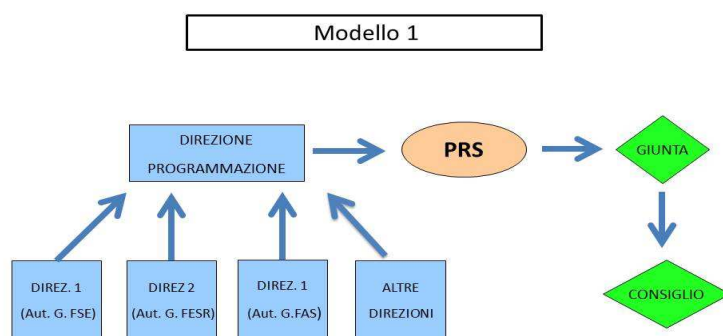 Modello 1
DIREZIONE
PROGRAMMAZIONE
PRS
GIUNTA
DIREZ. 1
(Aut. G. FSE)
DIREZ 2
(Aut. G. FESR)
DIREZ. 1
(Aut. G.FAS)
ALTRE
DIREZIONI
CONSIGLIO